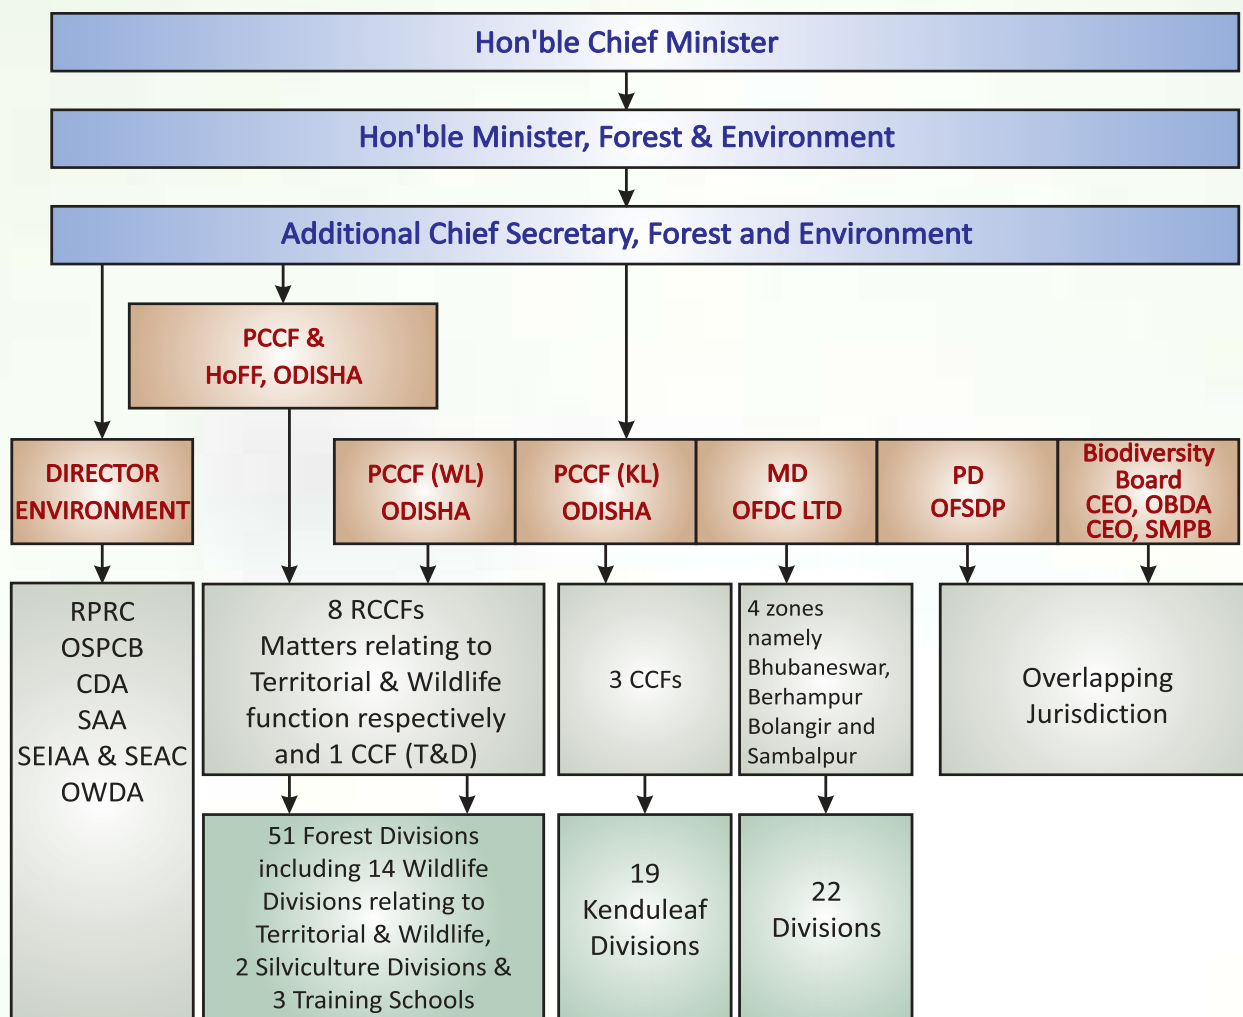 Hon'ble Chief Minister
Hon'ble Minister, Forest & Environment
Additional Chief Secretary, Forest and Environment
PCCF &
HoFF, ODISHA
DIRECTOR
ENVIRONMENT
PCCF (WL)
ODISHA
PCCF (KL)
ODISHA
MD
OFDC LTD
PD
OFSDP
Biodiversity
Board
CEO, OBDA
CEO, SMPB
RPRC
OSPCB
CDA
SAA
SEIAA & SEAC
OWDA
8 RCCFs
Matters relating to
Territorial & Wildlife
function respectively
and 1 CCF (T&D)
3 CCFs
4 zones
namely
Bhubaneswar,
Berhampur
Bolangir and
Sambalpur
Overlapping
Jurisdiction
51 Forest Divisions
including 14 Wildlife
Divisions relating to
Territorial & Wildlife,
2 Silviculture Divisions &
3 Training Schools
19
Kenduleaf
Divisions
22
Divisions